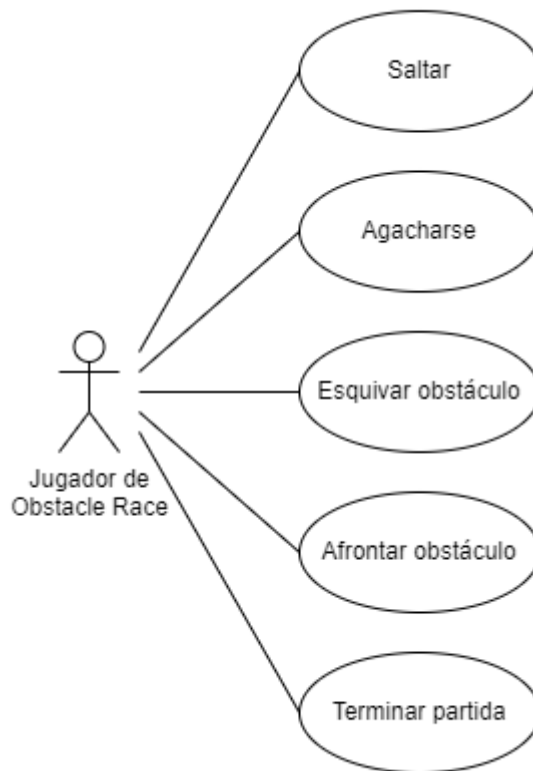 Saltar
Agacharse
Esquivar obstáculo
Jugador de
Obstacle Race
Afrontar obstáculo
Terminar partida